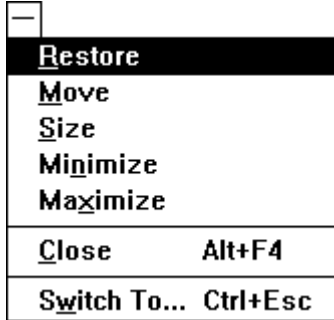 Restore
Move
Size
Minimize
Maximize
Close Alt+F4
Switch To... Ctrl+Esc